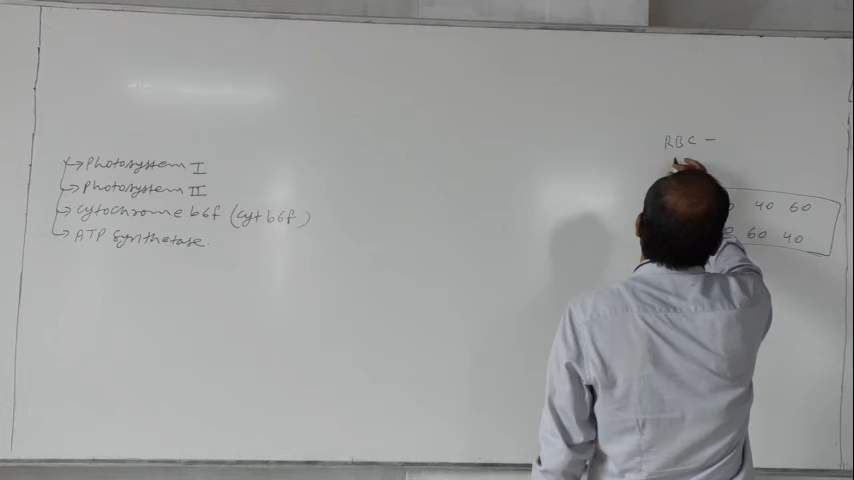 → Photosystem I
→ Photosystem II
→ Cytochrome b6f (cyt b6f)
→ ATP Synthetase.
RBC -
40 60
60 40